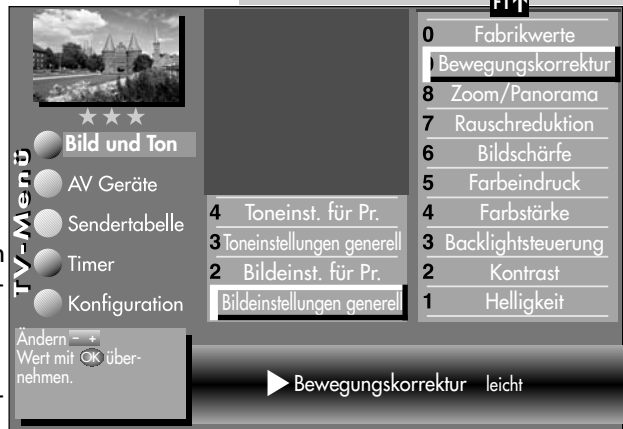 TV-Menü
Bild und Ton
AV Geräte
Sendertabelle
Timer
Konfiguration
Ändern - +
Wert mit OK über-
nehmen.
4 Toneinst. für Pr.
3 Toneinstellungen generell
2 Bildeinst. für Pr.
Bildeinstellungen generell
0 Fabrikwerte
Bewegungskorrektur
8 Zoom/Panorama
7 Rauschreduktion
6 Bildschärfe
5 Farbeindruck
4 Farbstärke
3 Backlightsteuerung
2 Kontrast
1 Helligkeit
Bewegungskorrektur leicht